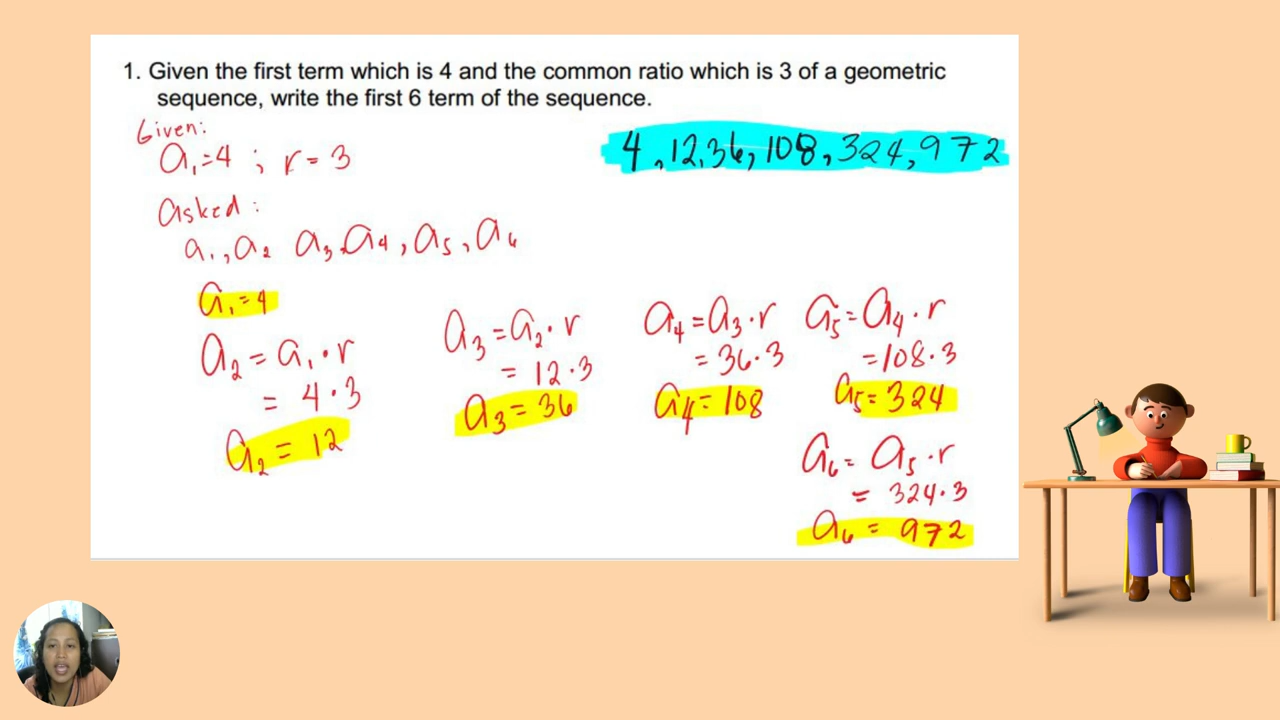 1. Given the first term which is 4 and the common ratio which is 3 of a geometric
sequence, write the first 6 term of the sequence.
Given:
a₁=4 ; r = 3
4, 12, 36, 108, 324, 972
Asked:
a₁, a₂ a₃, a₄, a₅, a₆
a₁=4
a₂ = a₁·r
= 4·3
a₂ = 12
a₃=a₂·r
= 12·3
a₃=36
a₄=a₃·r
= 36·3
a₄=108
a₅=a₄·r
=108·3
a₅=324
a₆= a₅·r
= 324·3
a₆ = 972